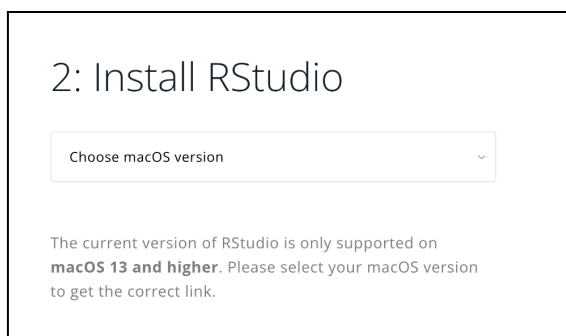 2: Install RStudio
Choose macOS version
The current version of RStudio is only supported on
macOS 13 and higher. Please select your macOS version
to get the correct link.